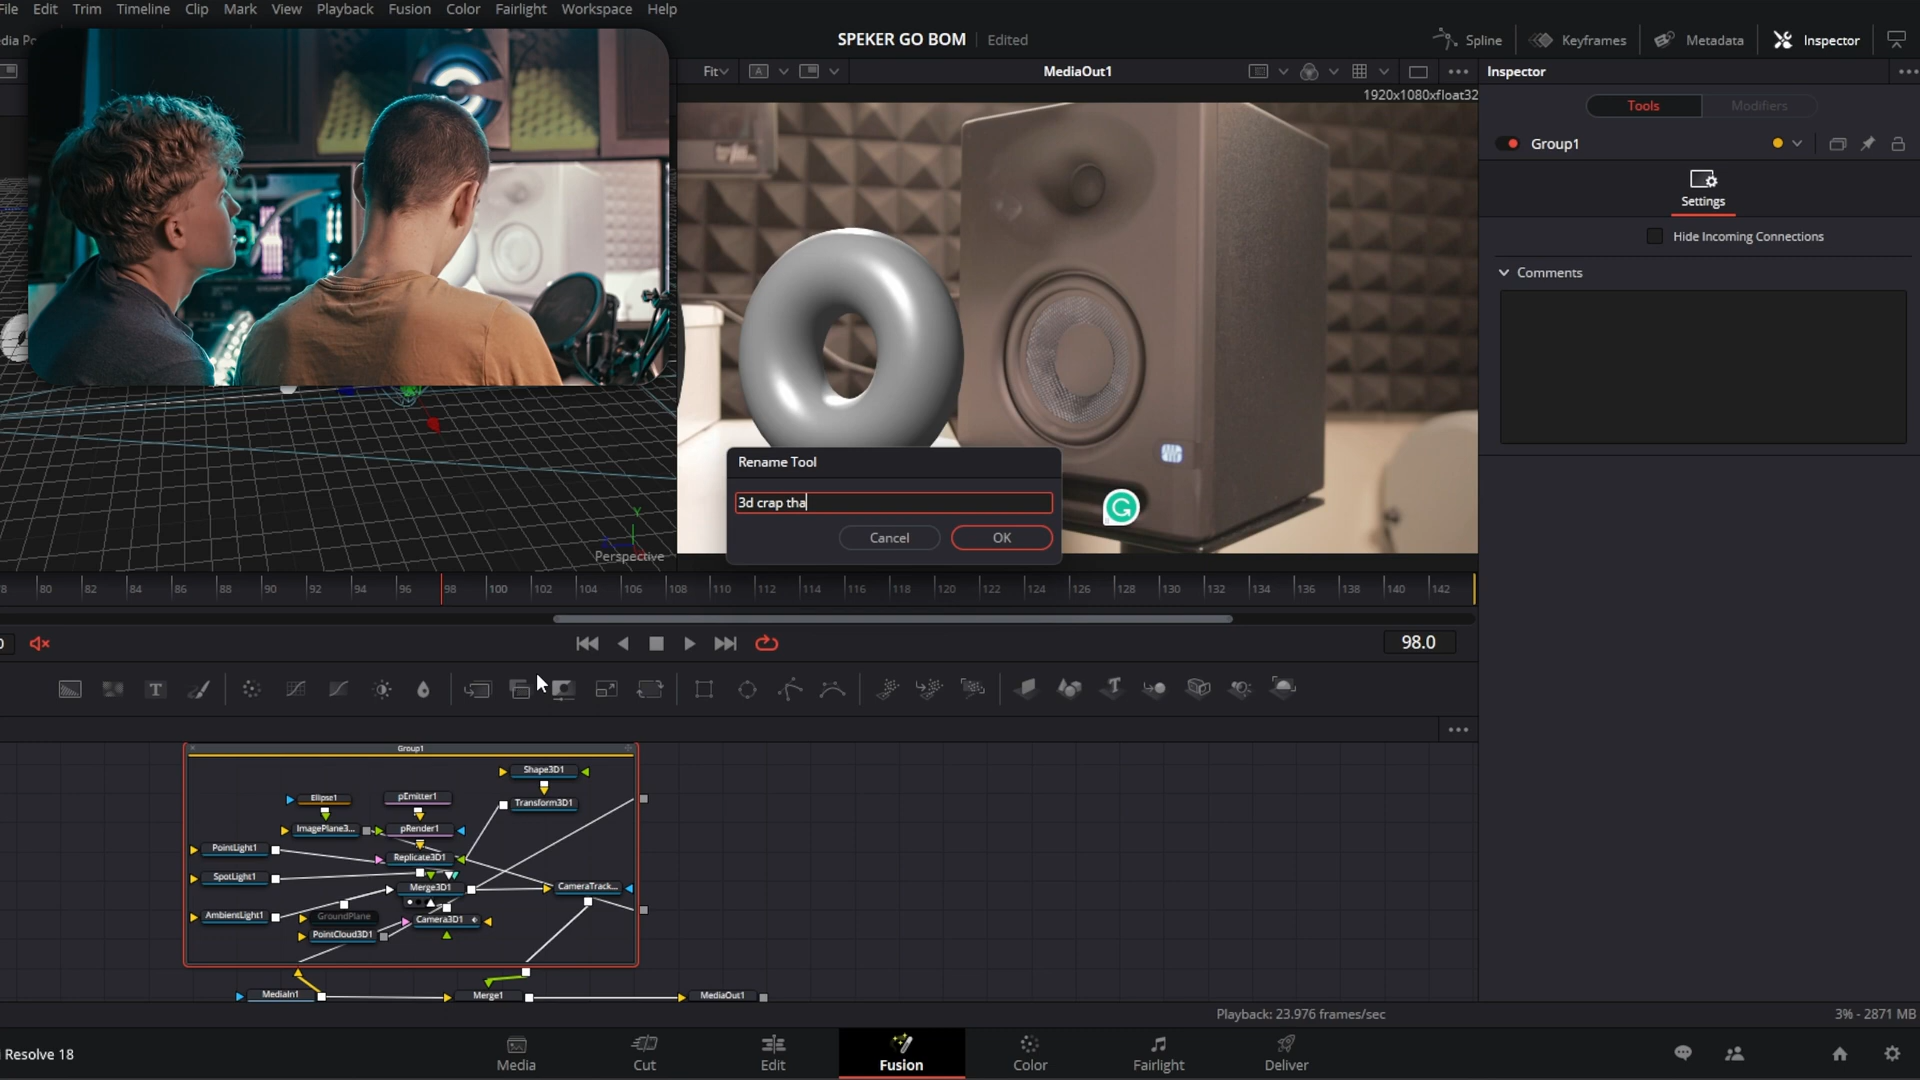 File Edit Trim Timeline Clip Mark View Playback Fusion Color Fairlight Workspace Help
SPEKER GO BOM Edited
Spline Keyframes Metadata Inspector
Fit MediaOut1
Inspector
1920x1080xfloat32
Tools Modifiers
Group1
Settings
Hide Incoming Connections
Comments
Rename Tool
3d crap tha
Cancel OK
Perspective
80 82 84 86 88 90 92 94 96 98 100 102 104 106 108 110 112 114 116 118 120 122 124 126 128 130 132 134 136 138 140 142
98.0
Group1
Shape3D1
Ellipse1 pEmitter1 Transform3D1
ImagePlane3... pRender1
PointLight1
Replicate3D1
SpotLight1
Merge3D1 CameraTrack...
AmbientLight1 GroundPlane Camera3D1
PointCloud3D1
MediaIn1 Merge1 MediaOut1
Playback: 23.976 frames/sec 3% - 2871 MB
Resolve 18
Media Cut Edit Fusion Color Fairlight Deliver